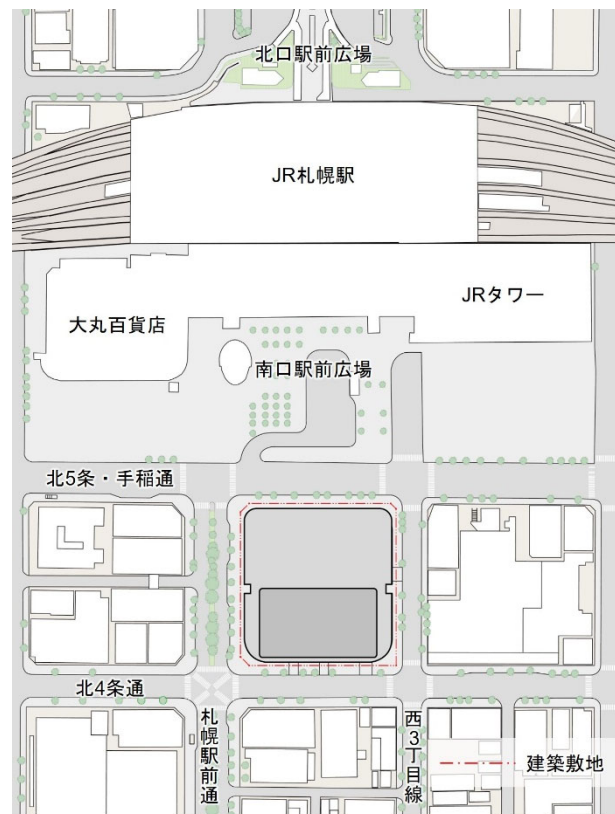 北口駅前広場
JR札幌駅
JRタワー
大丸百貨店
南口駅前広場
北5条・手稲通
北4条通
札幌駅前通
西3丁目線
建築敷地